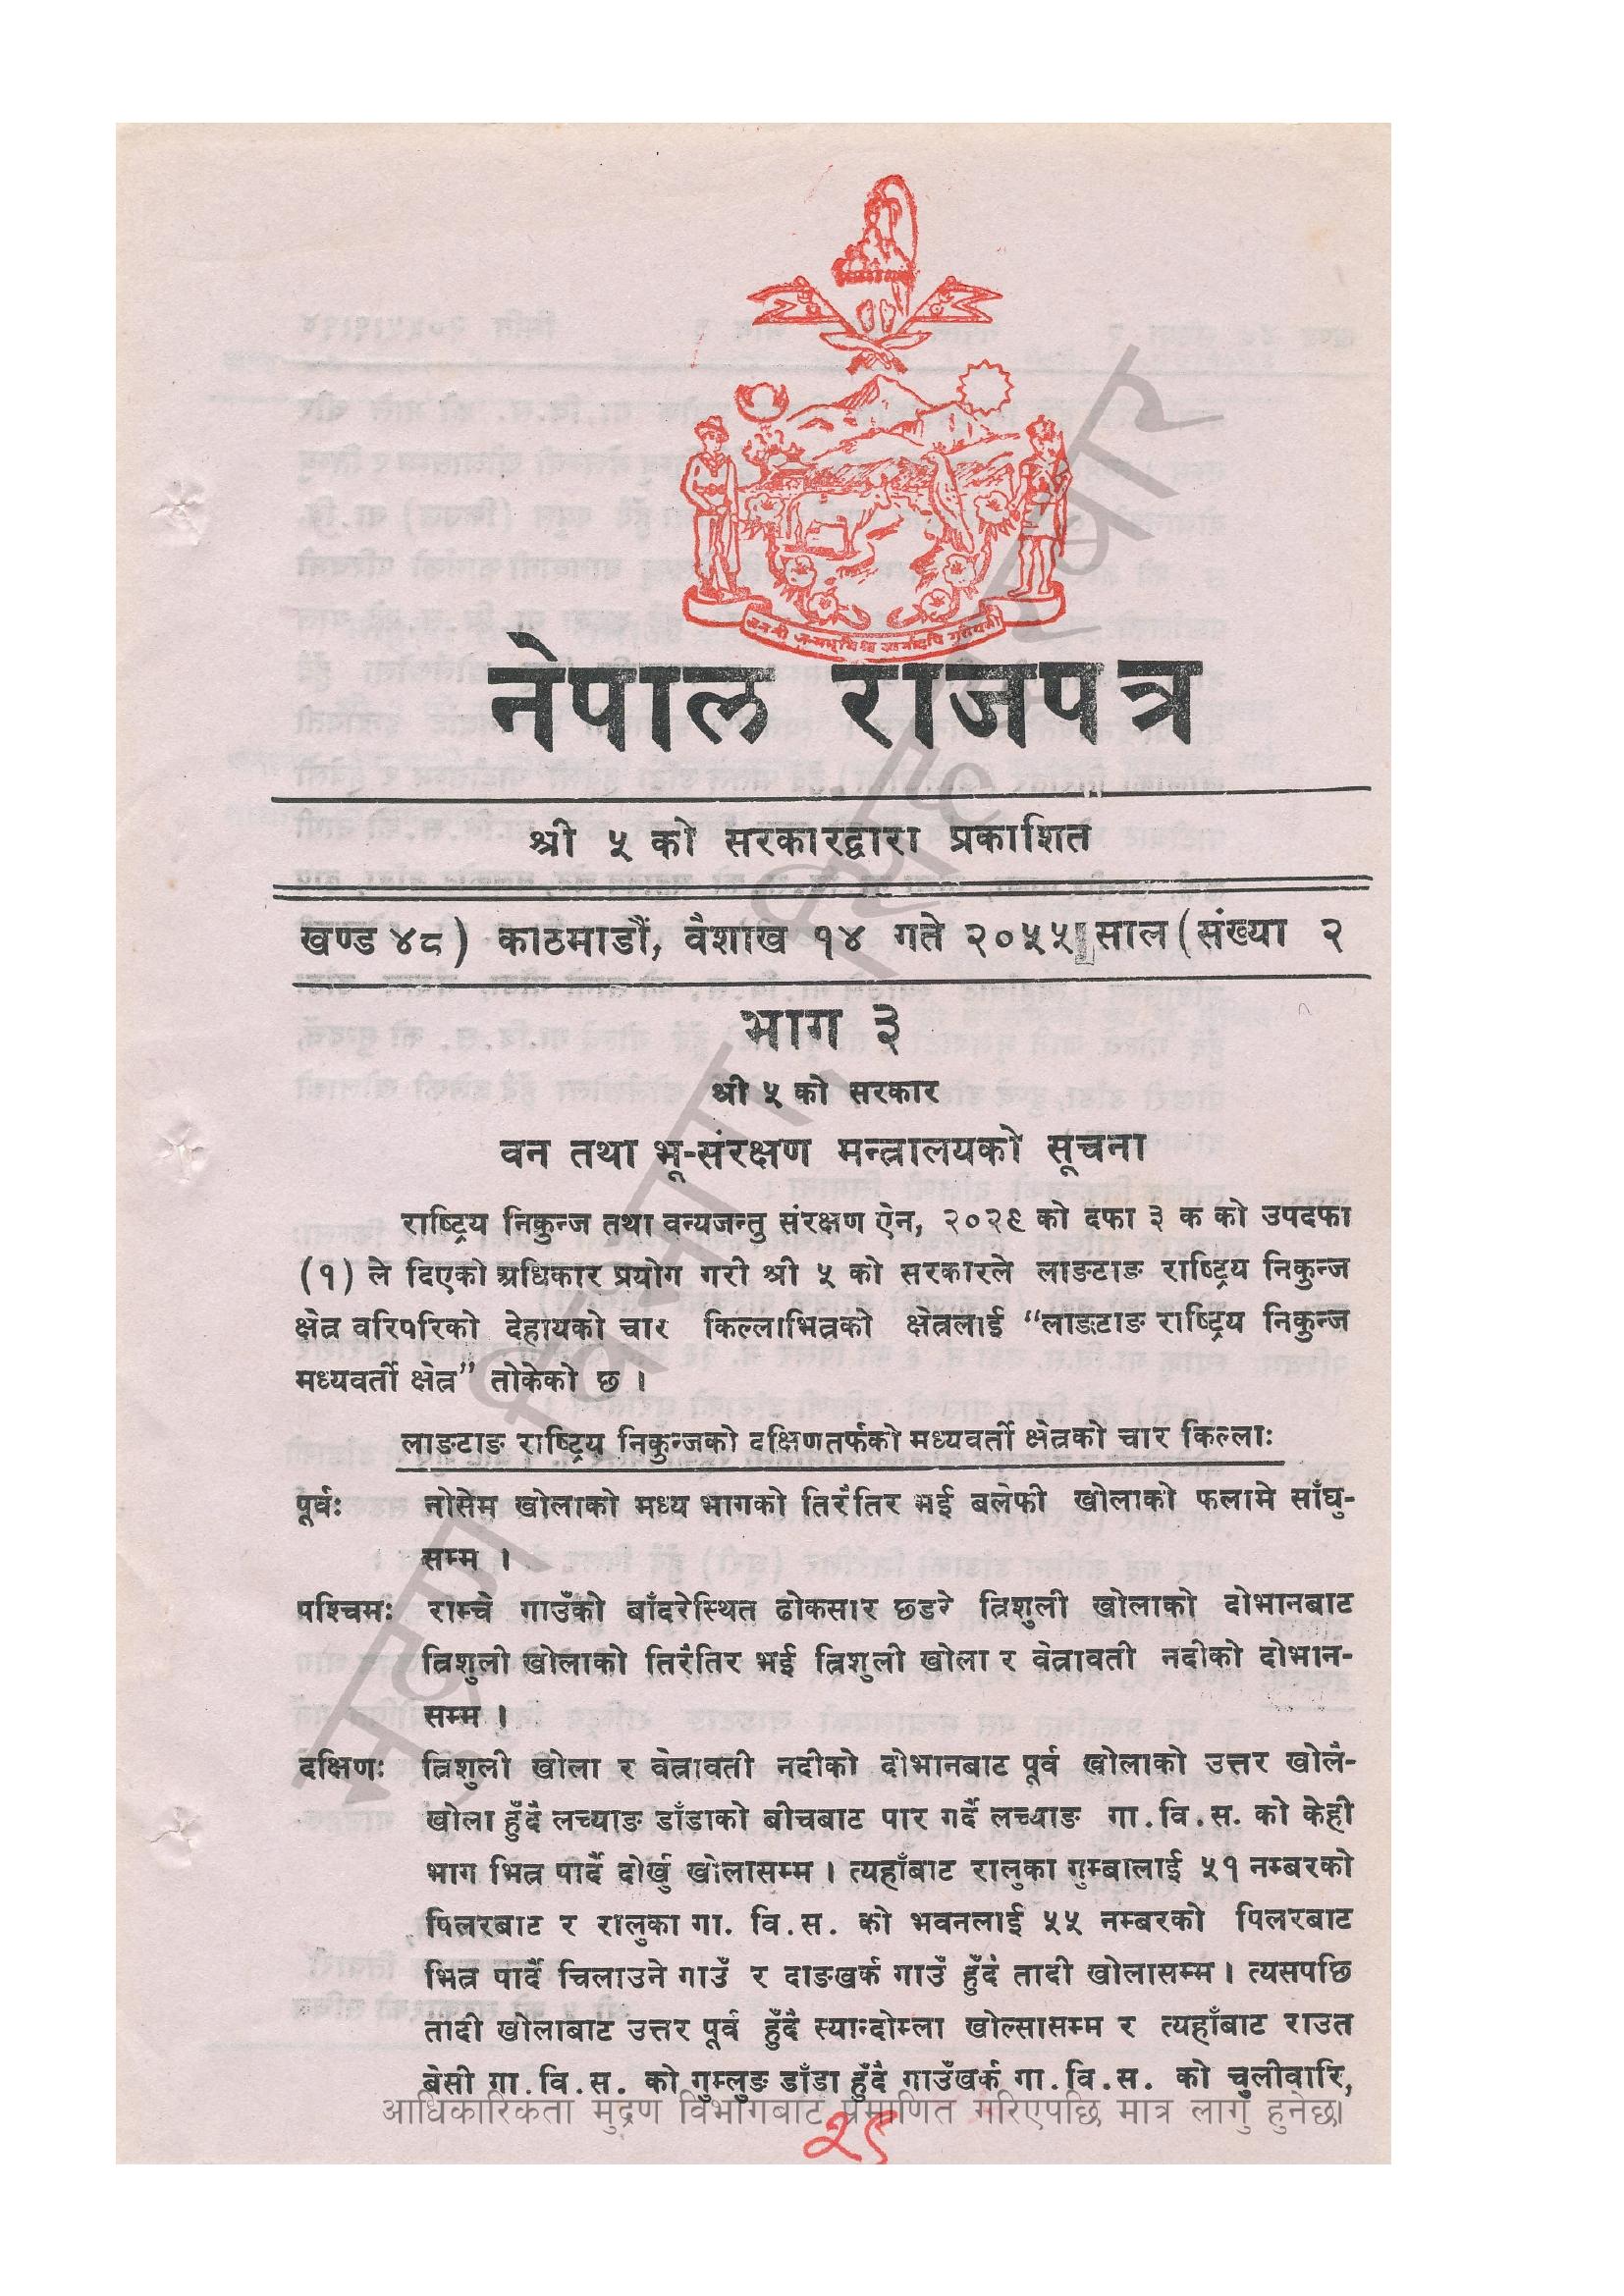 नेपाल राजपत्र
श्री ५ को सरकारद्वारा प्रकाशित
खण्ड ४८) काठमाडौं, वैशाख १४ गते २०५५ साल (संख्या २
भाग ३
श्री ५ को सरकार
वन तथा भू-संरक्षण मन्त्रालयको सूचना
राष्ट्रिय निकुन्ज तथा वन्यजन्तु संरक्षण ऐन, २०२९ को दफा ३ क को उपदफा
(१) ले दिएको अधिकार प्रयोग गरी श्री ५ को सरकारले लाङटाङ राष्ट्रिय निकुन्ज
क्षेत्र वरिपरिको देहायको चार किल्लाभित्रको क्षेत्रलाई “लाङटाङ राष्ट्रिय निकुन्ज
मध्यवर्ती क्षेत्र” तोकेको छ ।
लाङटाङ राष्ट्रिय निकुन्जको दक्षिणतर्फको मध्यवर्ती क्षेत्रको चार किल्लाः
पूर्वः नोसेम खोलाको मध्य भागको तिरैंतिर भई बलेफी खोलाको फलामे साँघु-
सम्म ।
पश्चिमः राम्चे गाउँको बाँदरेस्थित ढोकसार छडरे त्रिशुली खोलाको दोभानबाट
त्रिशुली खोलाको तिरैंतिर भई त्रिशुली खोला र वेत्रावती नदीको दोभान-
सम्म ।
दक्षिणः त्रिशुली खोला र वेत्रावती नदीको दोभानबाट पूर्व खोलाको उत्तर खोलै-
खोला हुँदै लच्याङ डाँडाको बीचबाट पार गर्दै लच्याङ गा.वि.स. को केही
भाग भित्र पार्दै दोर्खु खोलासम्म । त्यहाँबाट रालुका गुम्बालाई ५१ नम्बरको
पिलरबाट र रालुका गा. वि.स. को भवनलाई ५५ नम्बरको पिलरबाट
भित्र पार्दै चिलाउने गाउँ र दाङखर्क गाउँ हुँदै तादी खोलासम्म । त्यसपछि
तादी खोलाबाट उत्तर पूर्व हुँदै स्यान्दोम्ला खोल्सासम्म र त्यहाँबाट राउत
बेसी गा.वि.स. को गुम्लुङ डाँडा हुँदै गाउँखर्क गा.वि.स. को चुलीवारि,
आधिकारिकता मुद्रण विभागबाट प्रमाणित गरिएपछि मात्र लागु हुनेछ।
२९